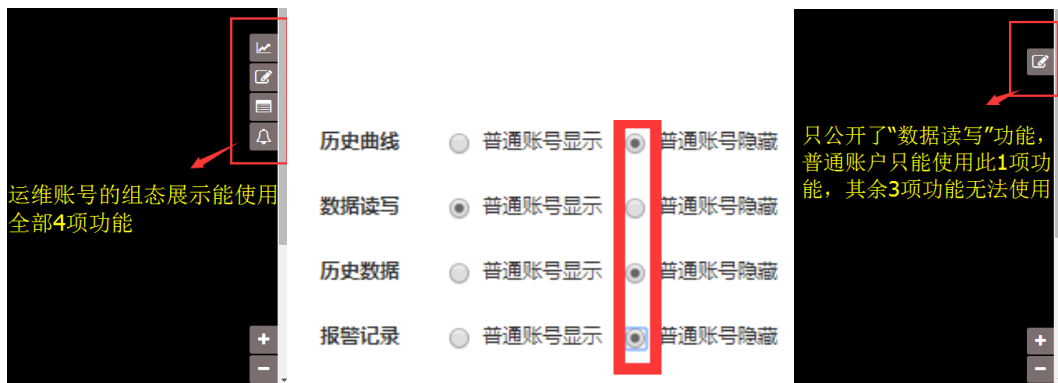 运维账号的组态展示能使用
全部4项功能
历史曲线 普通账号显示 普通账号隐藏
数据读写 普通账号显示 普通账号隐藏
历史数据 普通账号显示 普通账号隐藏
报警记录 普通账号显示 普通账号隐藏
只公开了“数据读写”功能，
普通账户只能使用此1项功
能，其余3项功能无法使用